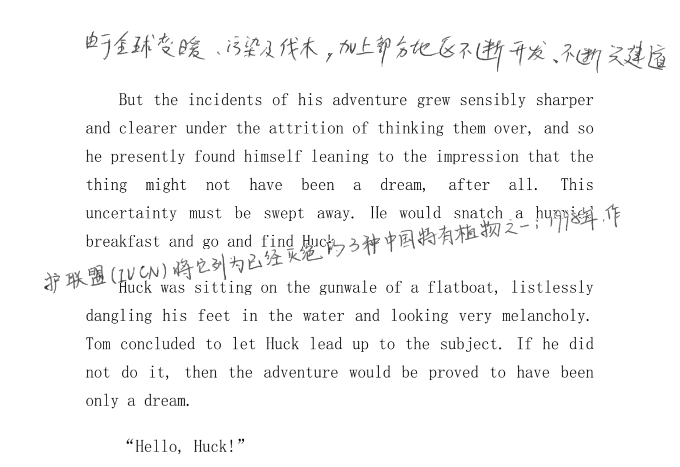 由于全球变暖、污染及伐木，加上部分地区不断开发、不断兴建道
But the incidents of his adventure grew sensibly sharper
and clearer under the attrition of thinking them over, and so
he presently found himself leaning to the impression that the
thing might not have been a dream, after all. This
uncertainty must be swept away. He would snatch a hurried
breakfast and go and find Huck.
护联盟(IUCN)将它列为已经灭绝的3种中国特有植物之一；1998年，作
Huck was sitting on the gunwale of a flatboat, listlessly
dangling his feet in the water and looking very melancholy.
Tom concluded to let Huck lead up to the subject. If he did
not do it, then the adventure would be proved to have been
only a dream.
“Hello, Huck!”